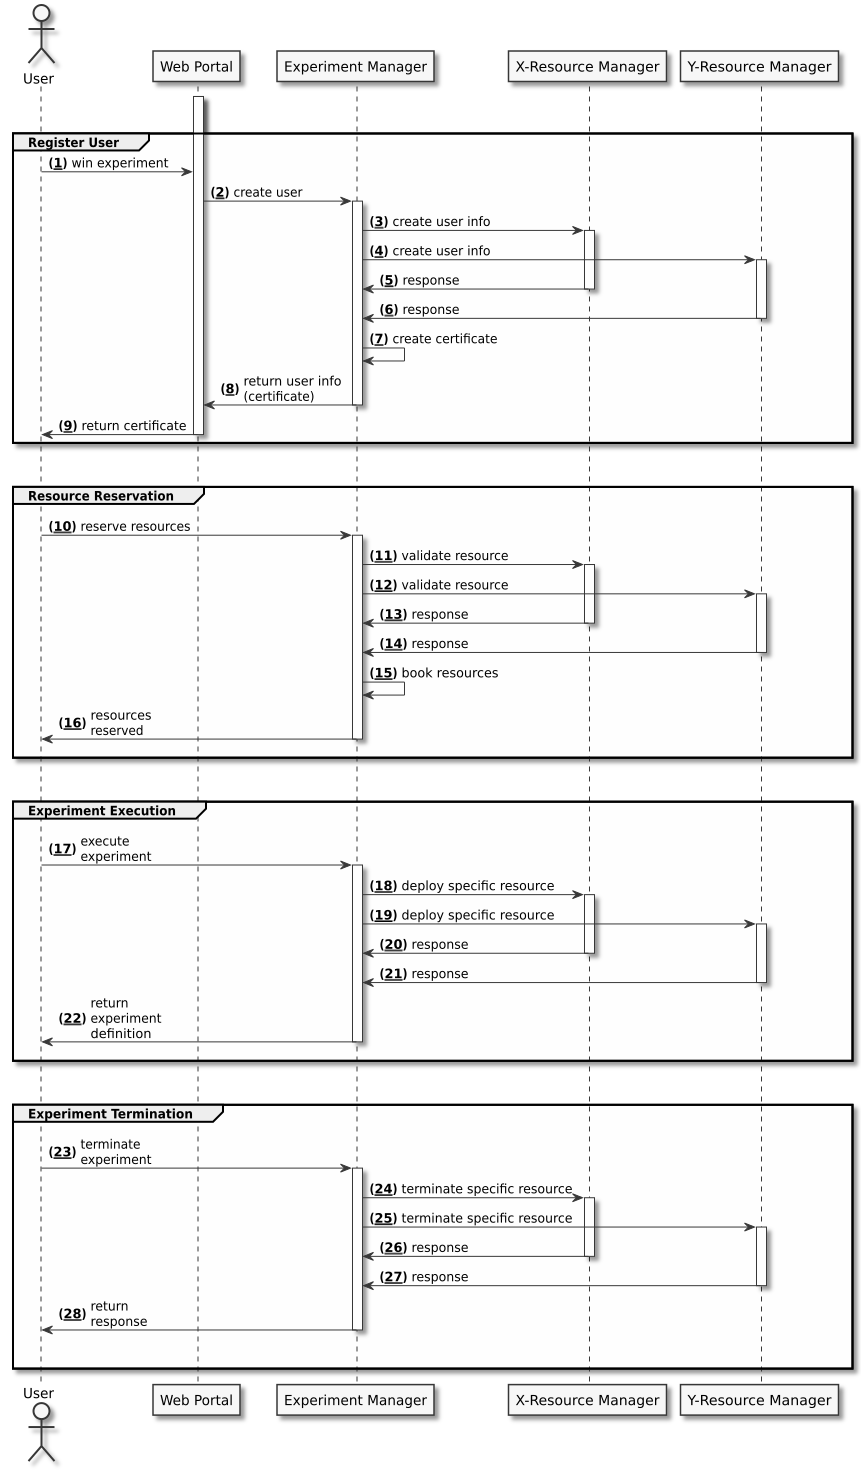 User
Web Portal
Experiment Manager
X-Resource Manager
Y-Resource Manager
Register User
(1) win experiment
(2) create user
(3) create user info
(4) create user info
(5) response
(6) response
(7) create certificate
(8) return user info
(certificate)
(9) return certificate
Resource Reservation
(10) reserve resources
(11) validate resource
(12) validate resource
(13) response
(14) response
(15) book resources
(16) resources
reserved
Experiment Execution
(17) execute
experiment
(18) deploy specific resource
(19) deploy specific resource
(20) response
(21) response
return
(22) experiment
definition
Experiment Termination
(23) terminate
experiment
(24) terminate specific resource
(25) terminate specific resource
(26) response
(27) response
(28) return
response
User
Web Portal
Experiment Manager
X-Resource Manager
Y-Resource Manager